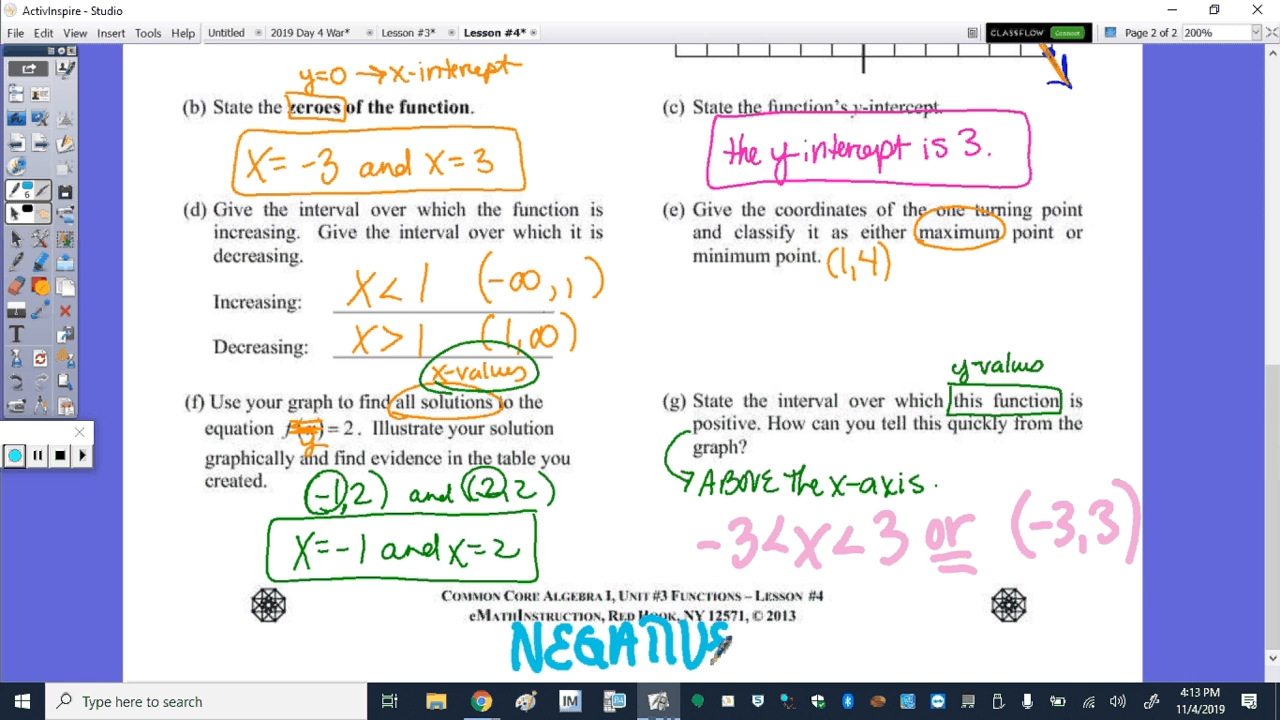 ActivInspire - Studio
File Edit View Insert Tools Help Untitled 2019 Day 4 War* Lesson #3* Lesson #4* CLASSFLOW Connect Page 2 of 2 200%
y=0 → x-intercept
(b) State the zeroes of the function.
X = -3 and x = 3
(c) State the function's y-intercept.
the y-intercept is 3.
(d) Give the interval over which the function is
increasing. Give the interval over which it is
decreasing.
Increasing: X < 1 (-∞, 1)
Decreasing: X > 1 (1, ∞)
(e) Give the coordinates of the one turning point
and classify it as either maximum point or
minimum point. (1,4)
x-values
(f) Use your graph to find all solutions to the
equation y = 2. Illustrate your solution
graphically and find evidence in the table you
created.
(-1,2) and (2,2)
X=-1 and x=2
y-values
(g) State the interval over which this function is
positive. How can you tell this quickly from the
graph?
→ ABOVE the x-axis.
-3<x<3 or (-3,3)
COMMON CORE ALGEBRA I, UNIT #3 FUNCTIONS – LESSON #4
eMATHINSTRUCTION, RED HOOK, NY 12571, © 2013
NEGATIVE
Type here to search
4:13 PM
11/4/2019